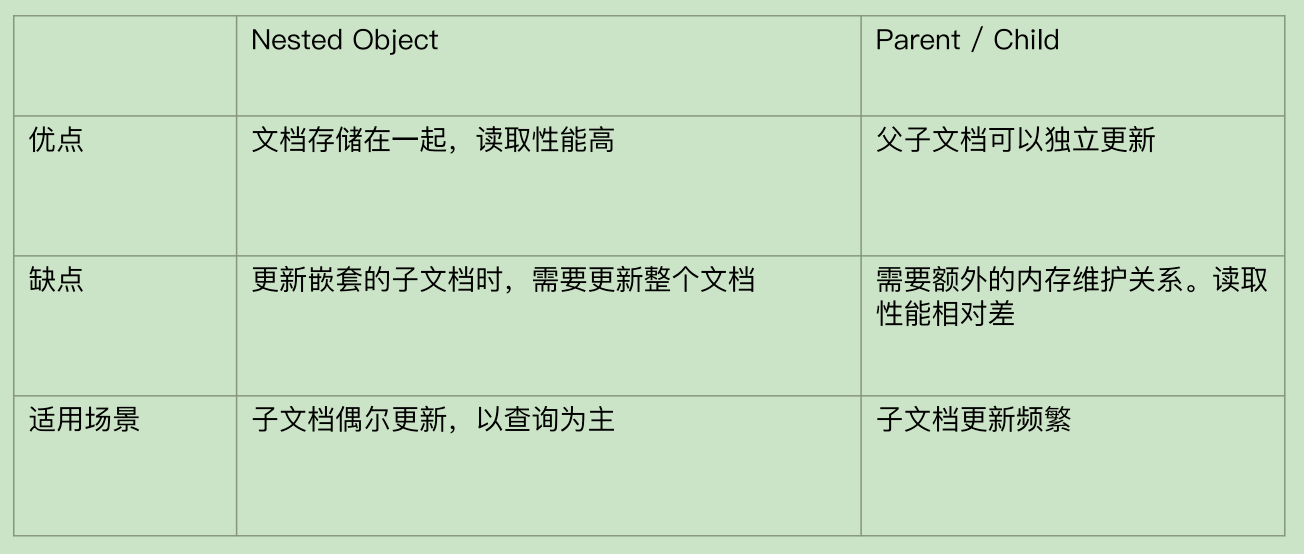 Nested Object
Parent / Child
优点
文档存储在一起，读取性能高
父子文档可以独立更新
缺点
更新嵌套的子文档时，需要更新整个文档
需要额外的内存维护关系。读取
性能相对差
适用场景
子文档偶尔更新，以查询为主
子文档更新频繁